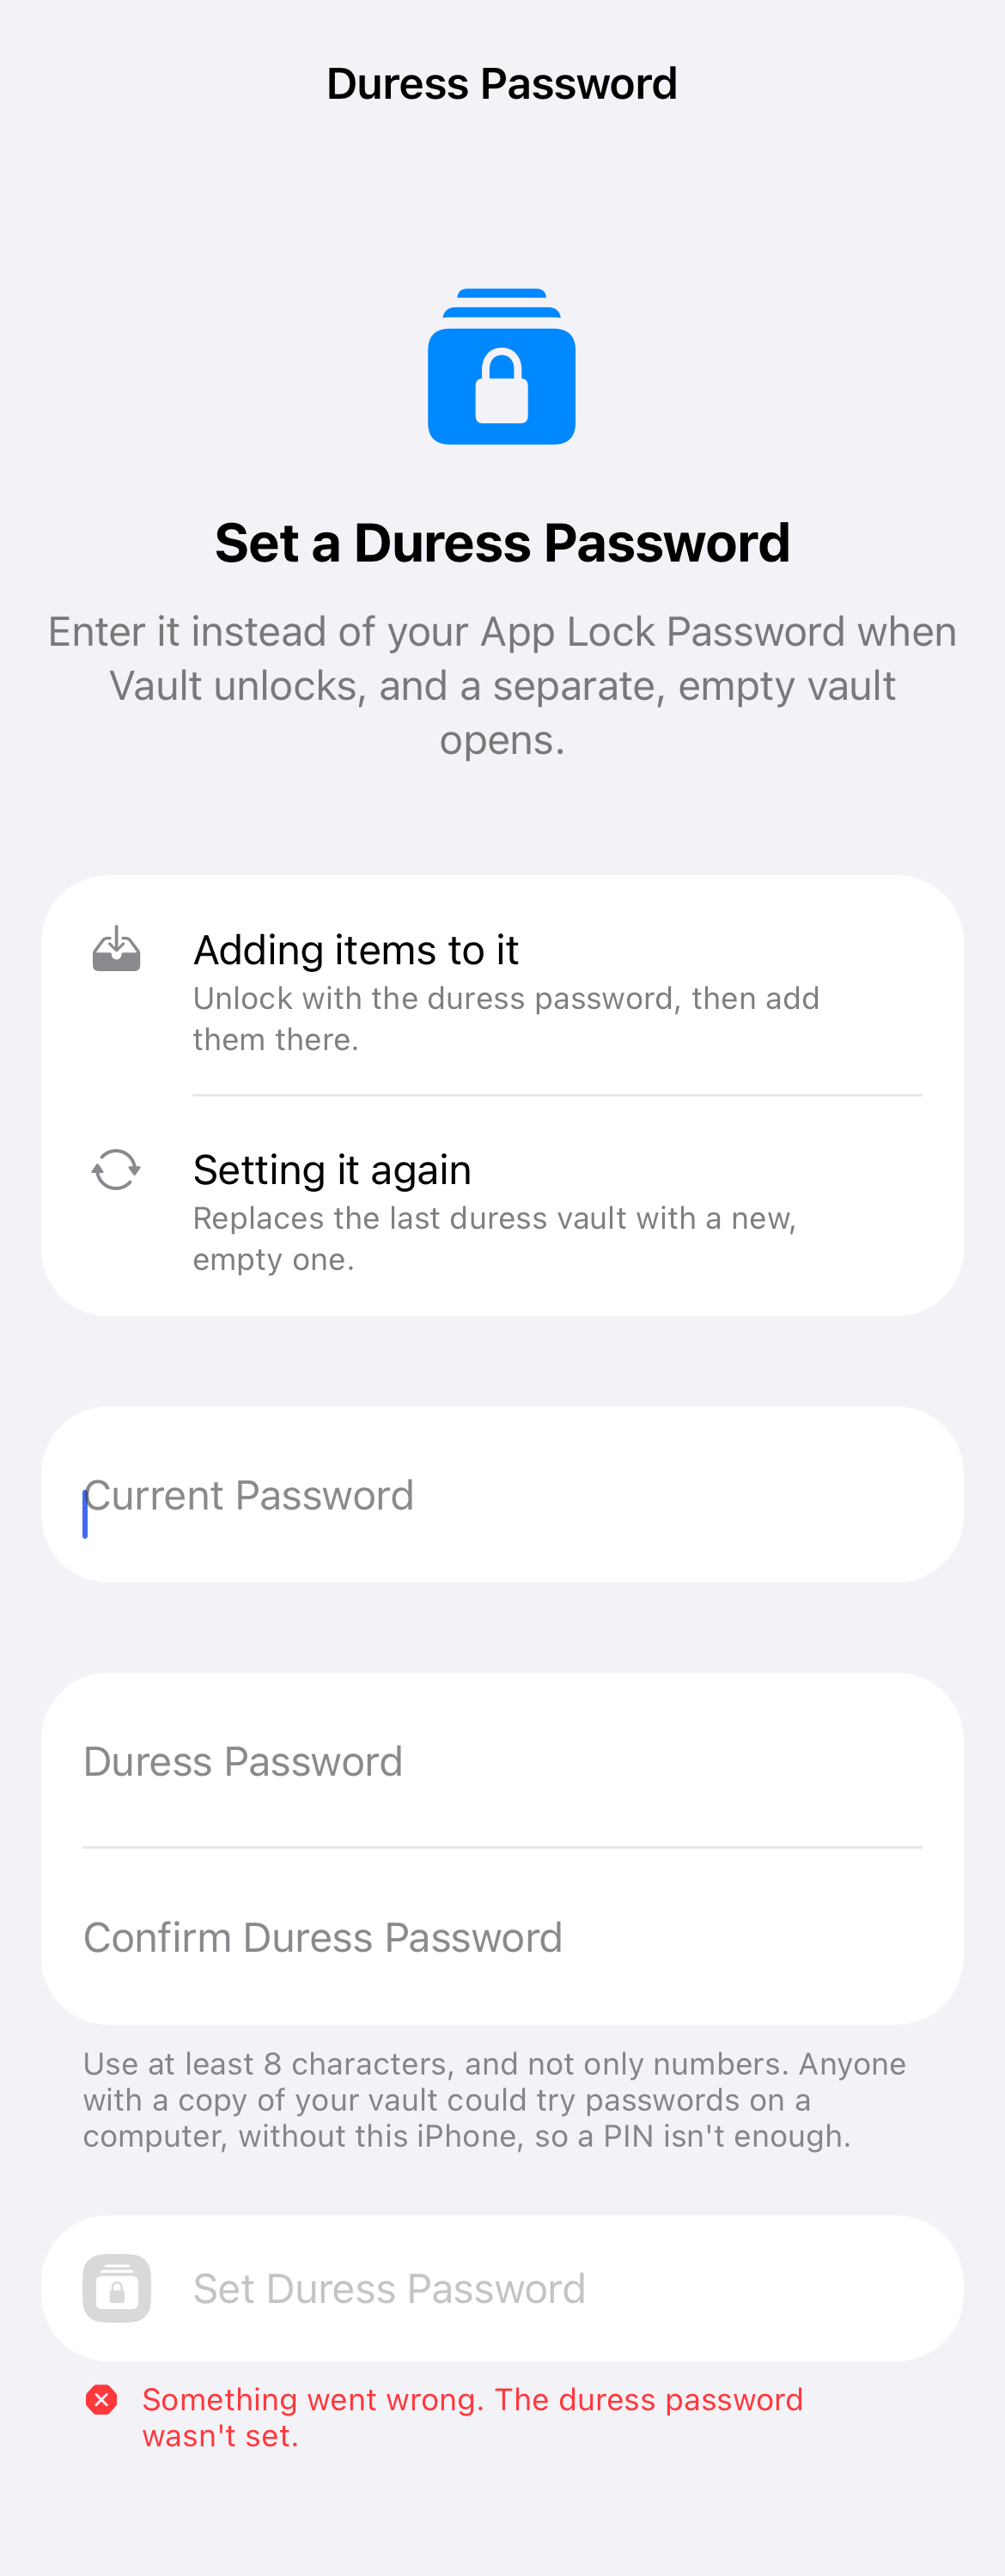 Duress Password
Set a Duress Password
Enter it instead of your App Lock Password when
Vault unlocks, and a separate, empty vault
opens.
Adding items to it
Unlock with the duress password, then add
them there.
Setting it again
Replaces the last duress vault with a new,
empty one.
Current Password
Duress Password
Confirm Duress Password
Use at least 8 characters, and not only numbers. Anyone
with a copy of your vault could try passwords on a
computer, without this iPhone, so a PIN isn't enough.
Set Duress Password
Something went wrong. The duress password
wasn't set.